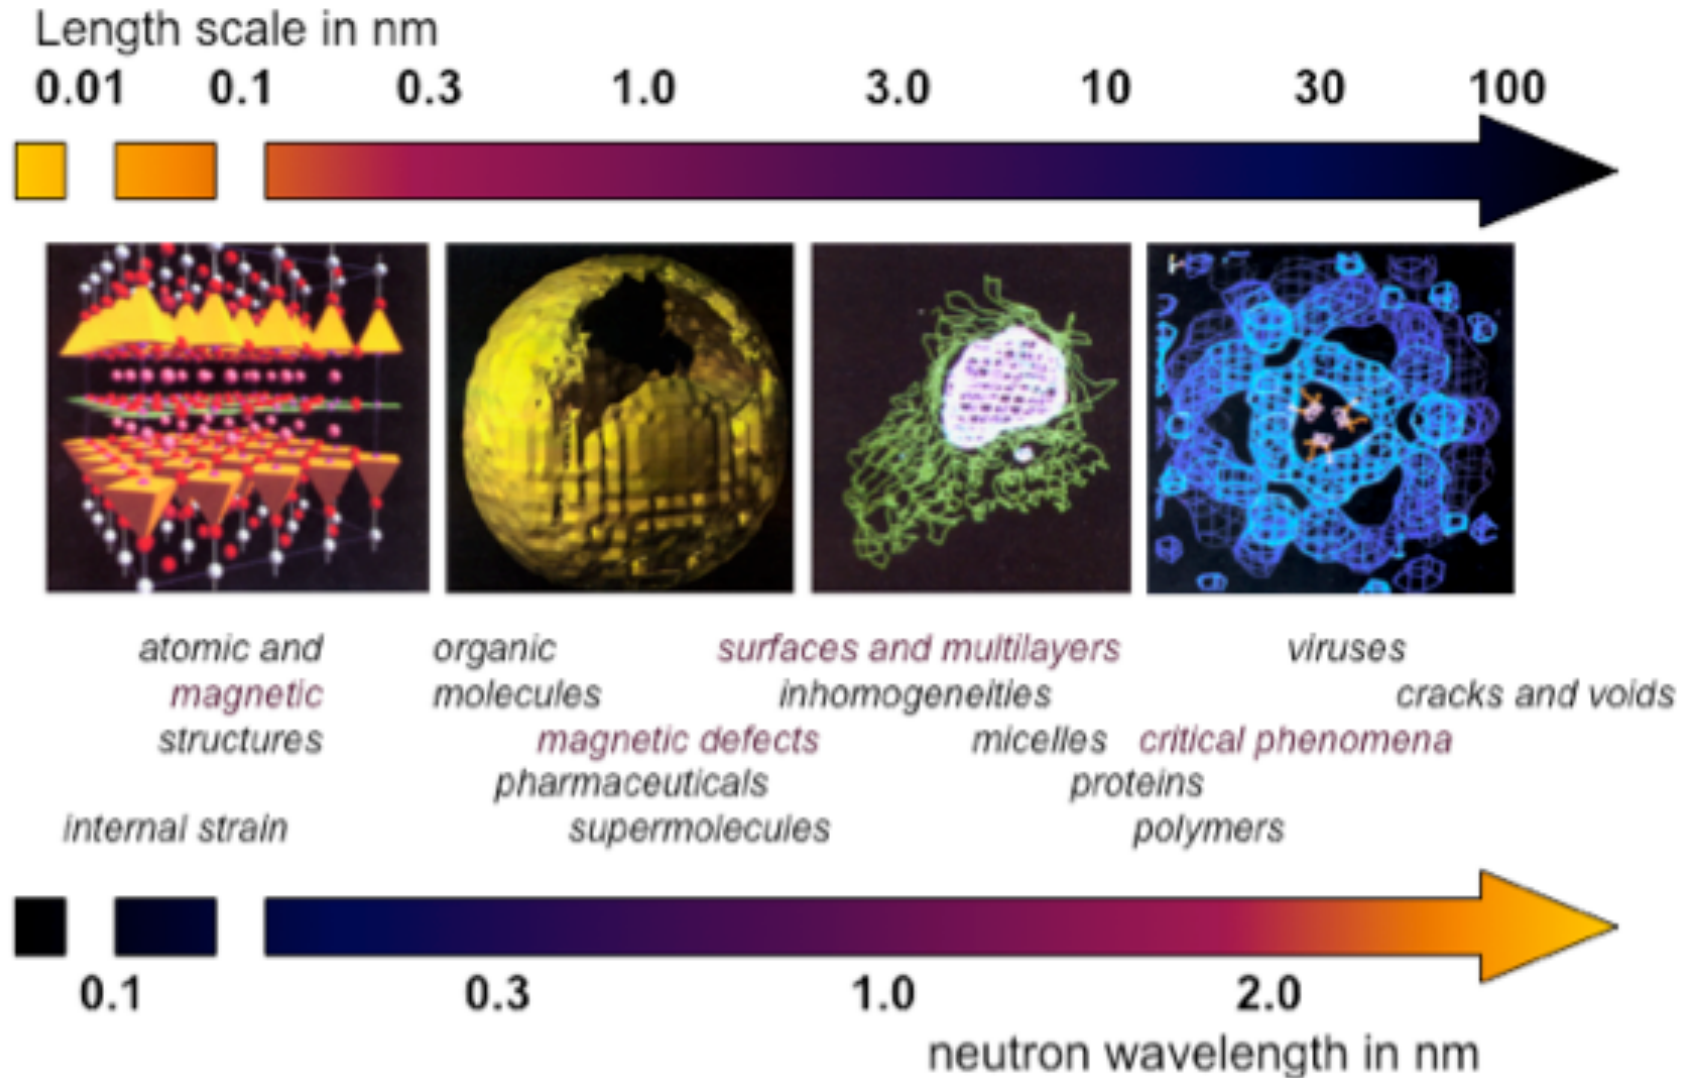 Length scale in nm
0.01 0.1 0.3 1.0 3.0 10 30 100
atomic and organic surfaces and multilayers viruses
magnetic molecules inhomogeneities cracks and voids
structures magnetic defects micelles critical phenomena
pharmaceuticals proteins
internal strain supermolecules polymers
0.1 0.3 1.0 2.0
neutron wavelength in nm